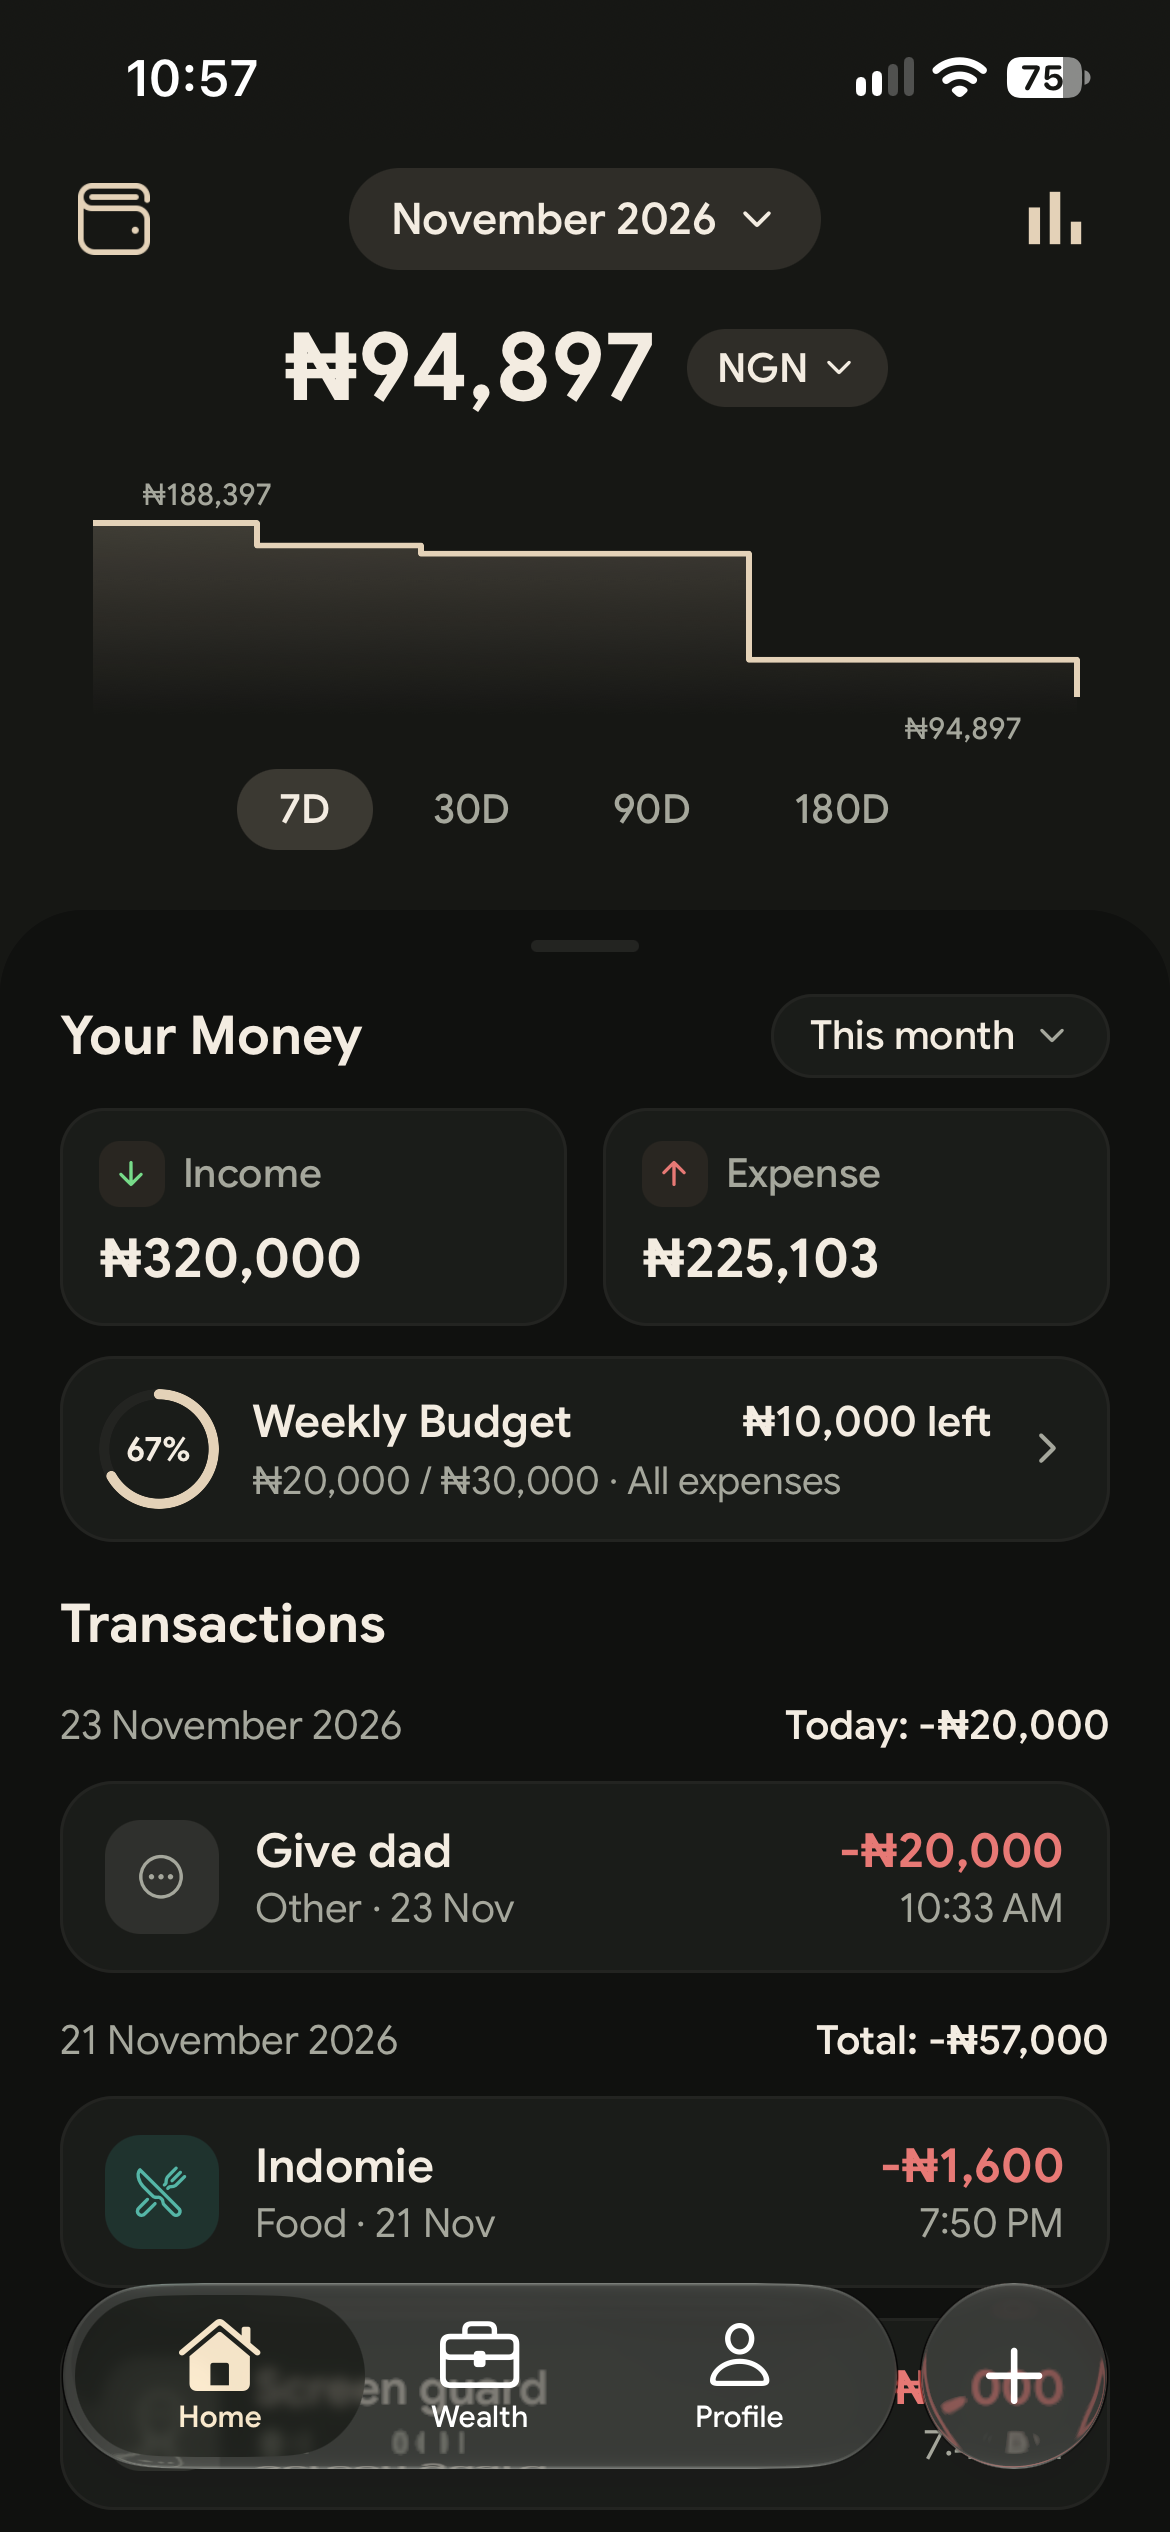 10:57
75
November 2026
₦94,897 NGN
₦188,397
₦94,897
7D 30D 90D 180D
Your Money This month
Income Expense
₦320,000 ₦225,103
67% Weekly Budget ₦10,000 left
₦20,000 / ₦30,000 · All expenses
Transactions
23 November 2026 Today: -₦20,000
Give dad -₦20,000
Other · 23 Nov 10:33 AM
21 November 2026 Total: -₦57,000
Indomie -₦1,600
Food · 21 Nov 7:50 PM
Screen guard
Home Wealth Profile